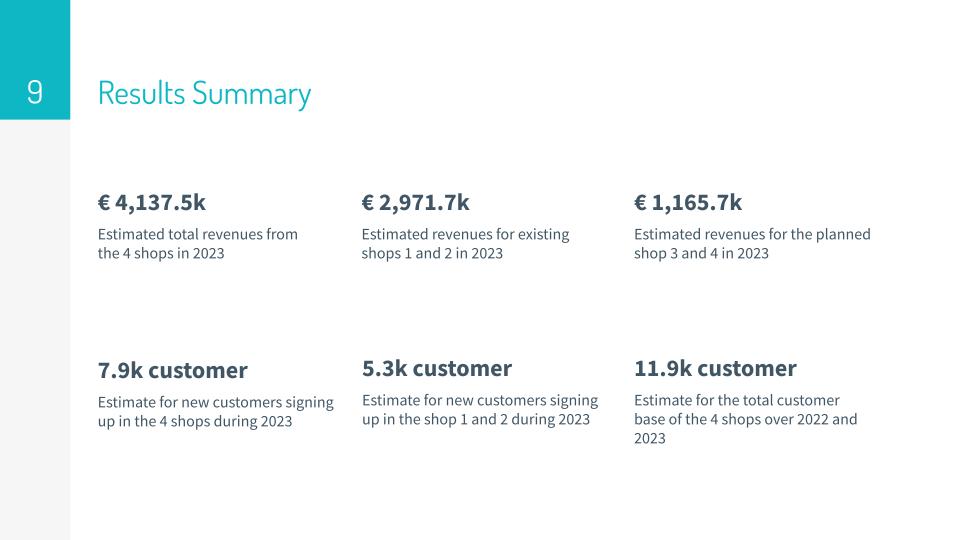 9
Results Summary
€ 4,137.5k
Estimated total revenues from
the 4 shops in 2023
€ 2,971.7k
Estimated revenues for existing
shops 1 and 2 in 2023
€ 1,165.7k
Estimated revenues for the planned
shop 3 and 4 in 2023
7.9k customer
Estimate for new customers signing
up in the 4 shops during 2023
5.3k customer
Estimate for new customers signing
up in the shop 1 and 2 during 2023
11.9k customer
Estimate for the total customer
base of the 4 shops over 2022 and
2023